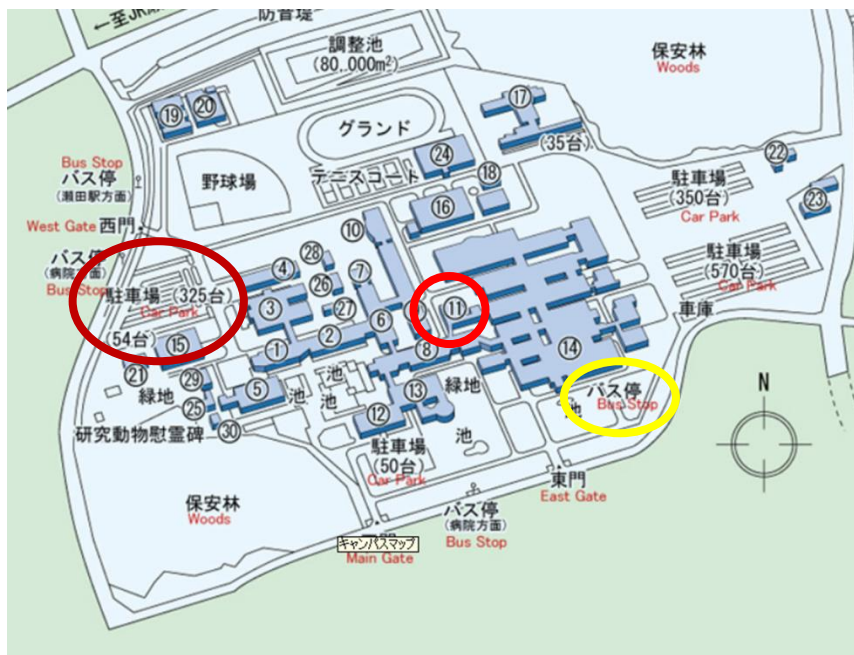 ←至JR
防音堤
調整池
(80,000m²)
保安林
Woods
⑰
⑲
⑳
グランド
(35台)
㉔
㉒
Bus Stop
バス停
(瀬田駅方面)
野球場
テニスコート
⑱
駐車場
(350台)
Car Park
㉓
⑯
West Gate 西門
⑩
バス停
(病院方面)
Bus Stop
㉘
④
⑦
駐車場
(570台)
Car Park
駐車場 (325台)
Car Park
㉖
③
㉗
⑪
車庫
(54台)
⑮
①
②
⑥
⑧
⑭
㉑
㉙
⑤
池
池
池
⑬
緑地
バス停
Bus Stop
池
N
緑地
㉕
⑫
研究動物慰霊碑
㉚
駐車場
(50台)
Car Park
池
東門
East Gate
保安林
Woods
バス停
(病院方面)
Bus Stop
キャンパスマップ
Main Gate